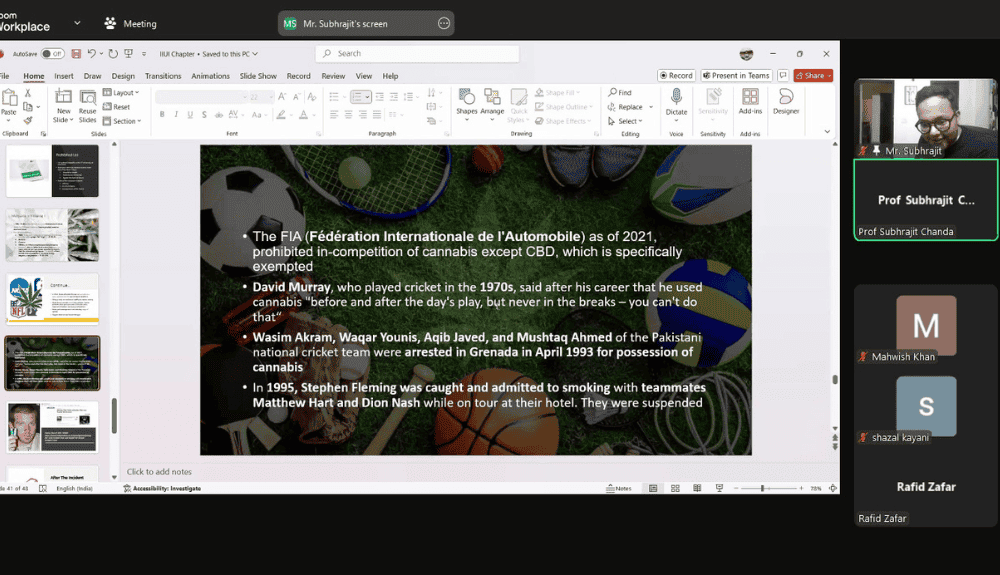 oom
Workplace
Meeting
MS Mr. Subhrajit's screen
AutoSave Off
IIUI Chapter • Saved to this PC
Search
File Home Insert Draw Design Transitions Animations Slide Show Record Review View Help
Record Present in Teams Share
Paste
New
Slide
Reuse
Slides
Layout
Reset
Section
Shapes Arrange Quick
Styles
Shape Fill
Shape Outline
Shape Effects
Find
Replace
Select
Dictate
Sensitivity
Add-ins
Designer
Clipboard
Slides
Font
Paragraph
Drawing
Editing
Voice
Sensitivity
Add-ins
• The FIA (Fédération Internationale de l'Automobile) as of 2021,
prohibited in-competition of cannabis except CBD, which is specifically
exempted
• David Murray, who played cricket in the 1970s, said after his career that he used
cannabis "before and after the day's play, but never in the breaks – you can't do
that"
• Wasim Akram, Waqar Younis, Aqib Javed, and Mushtaq Ahmed of the Pakistani
national cricket team were arrested in Grenada in April 1993 for possession of
cannabis
• In 1995, Stephen Fleming was caught and admitted to smoking with teammates
Matthew Hart and Dion Nash while on tour at their hotel. They were suspended
Continue..
After The Incident
Click to add notes
de 41 of 48
English (India)
Accessibility: Investigate
Notes
78%
Mr. Subhrajit
Prof Subhrajit C...
Prof Subhrajit Chanda
M
Mahwish Khan
S
shazal kayani
Rafid Zafar
Rafid Zafar